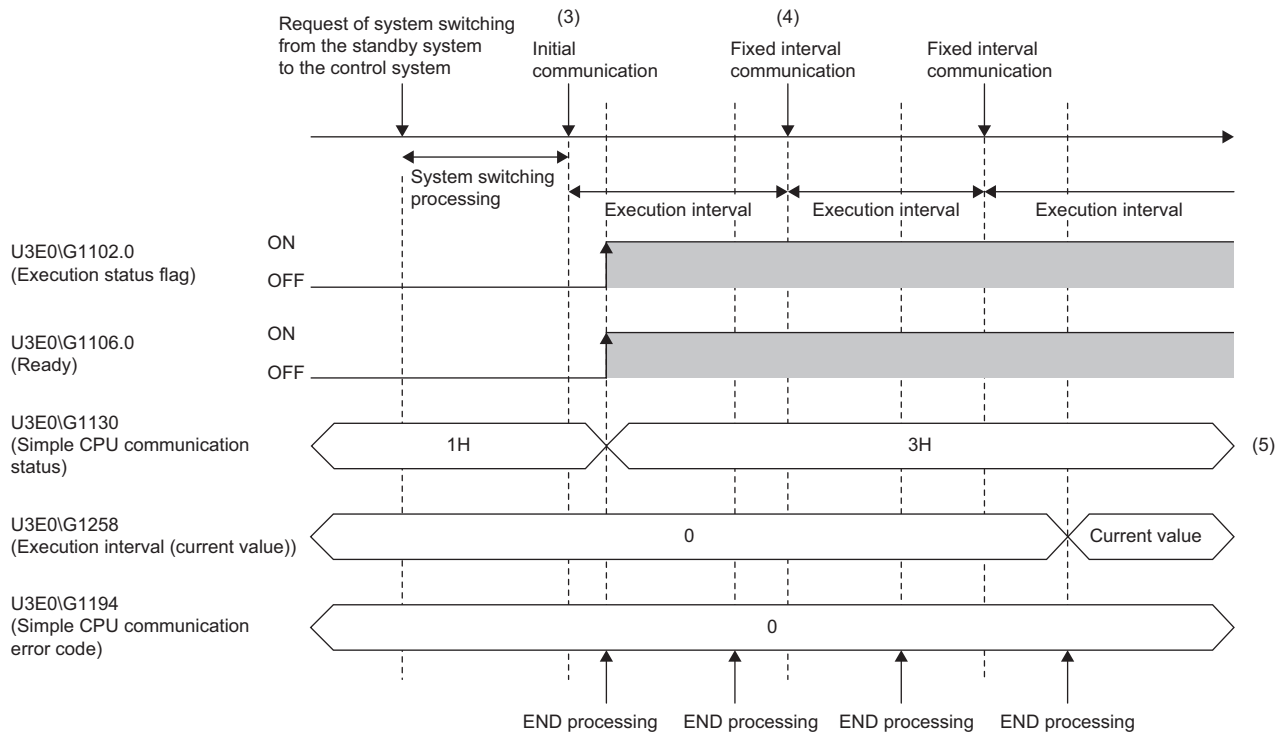 Request of system switching
from the standby system
to the control system
(3)
Initial
communication
(4)
Fixed interval
communication
Fixed interval
communication
System switching
processing
Execution interval
Execution interval
Execution interval
U3E0\G1102.0
(Execution status flag)
ON
OFF
U3E0\G1106.0
(Ready)
ON
OFF
U3E0\G1130
(Simple CPU communication
status)
1H
3H
(5)
U3E0\G1258
(Execution interval (current value))
0
Current value
U3E0\G1194
(Simple CPU communication
error code)
0
END processing
END processing
END processing
END processing